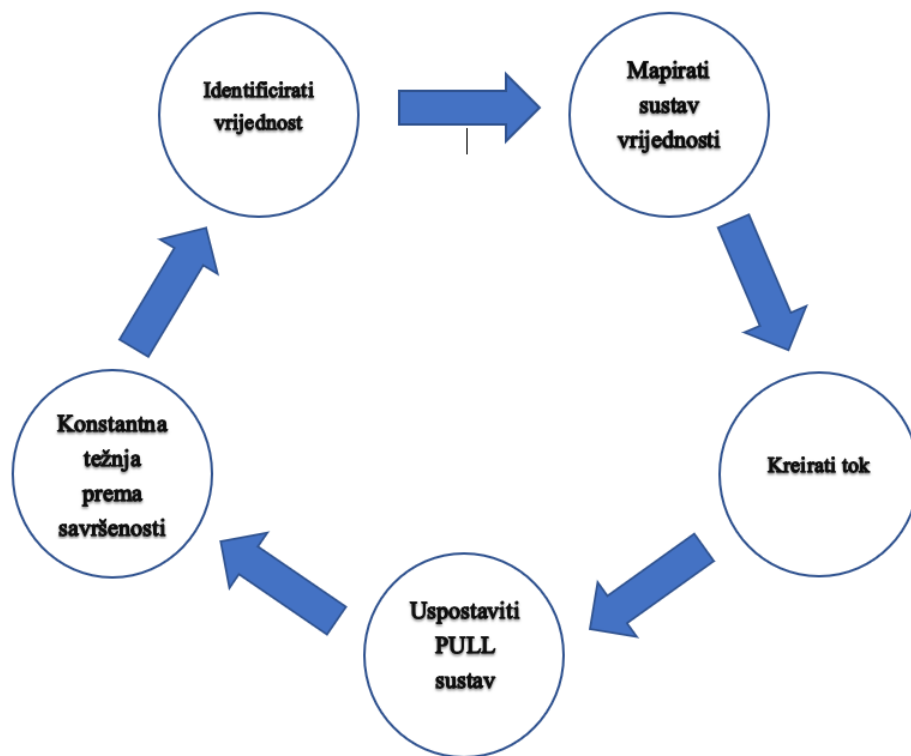 Identificirati
vrijednost
Mapirati
sustav
vrijednosti
Kreirati tok
Uspostaviti
PULL
sustav
Konstantna
težnja
prema
savršenosti